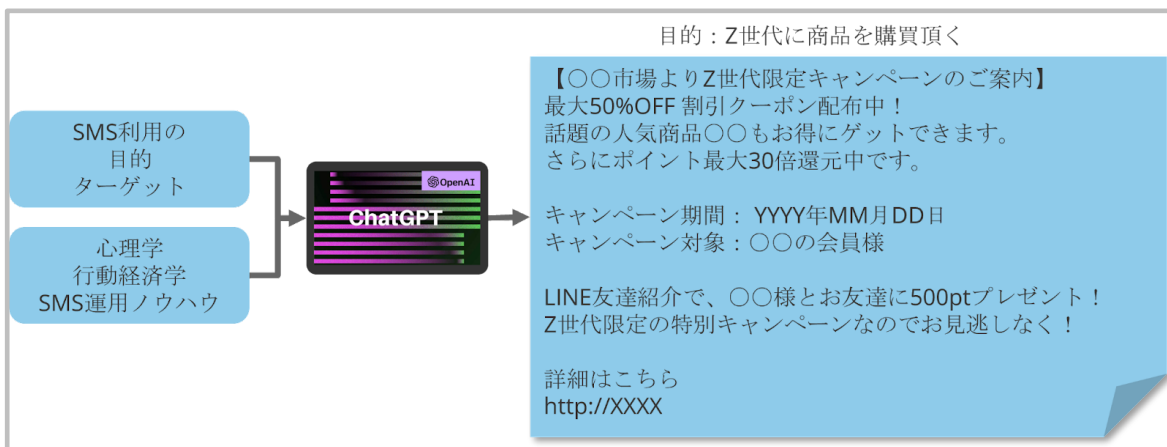 目的：Z世代に商品を購買頂く
SMS利用の
目的
ターゲット
心理学
行動経済学
SMS運用ノウハウ
OpenAI
ChatGPT
【〇〇市場よりZ世代限定キャンペーンのご案内】
最大50%OFF 割引クーポン配布中！
話題の人気商品〇〇もお得にゲットできます。
さらにポイント最大30倍還元中です。
キャンペーン期間： YYYY年MM月DD日
キャンペーン対象：〇〇の会員様
LINE友達紹介で、〇〇様とお友達に500ptプレゼント！
Z世代限定の特別キャンペーンなのでお見逃しなく！
詳細はこちら
http://XXXX